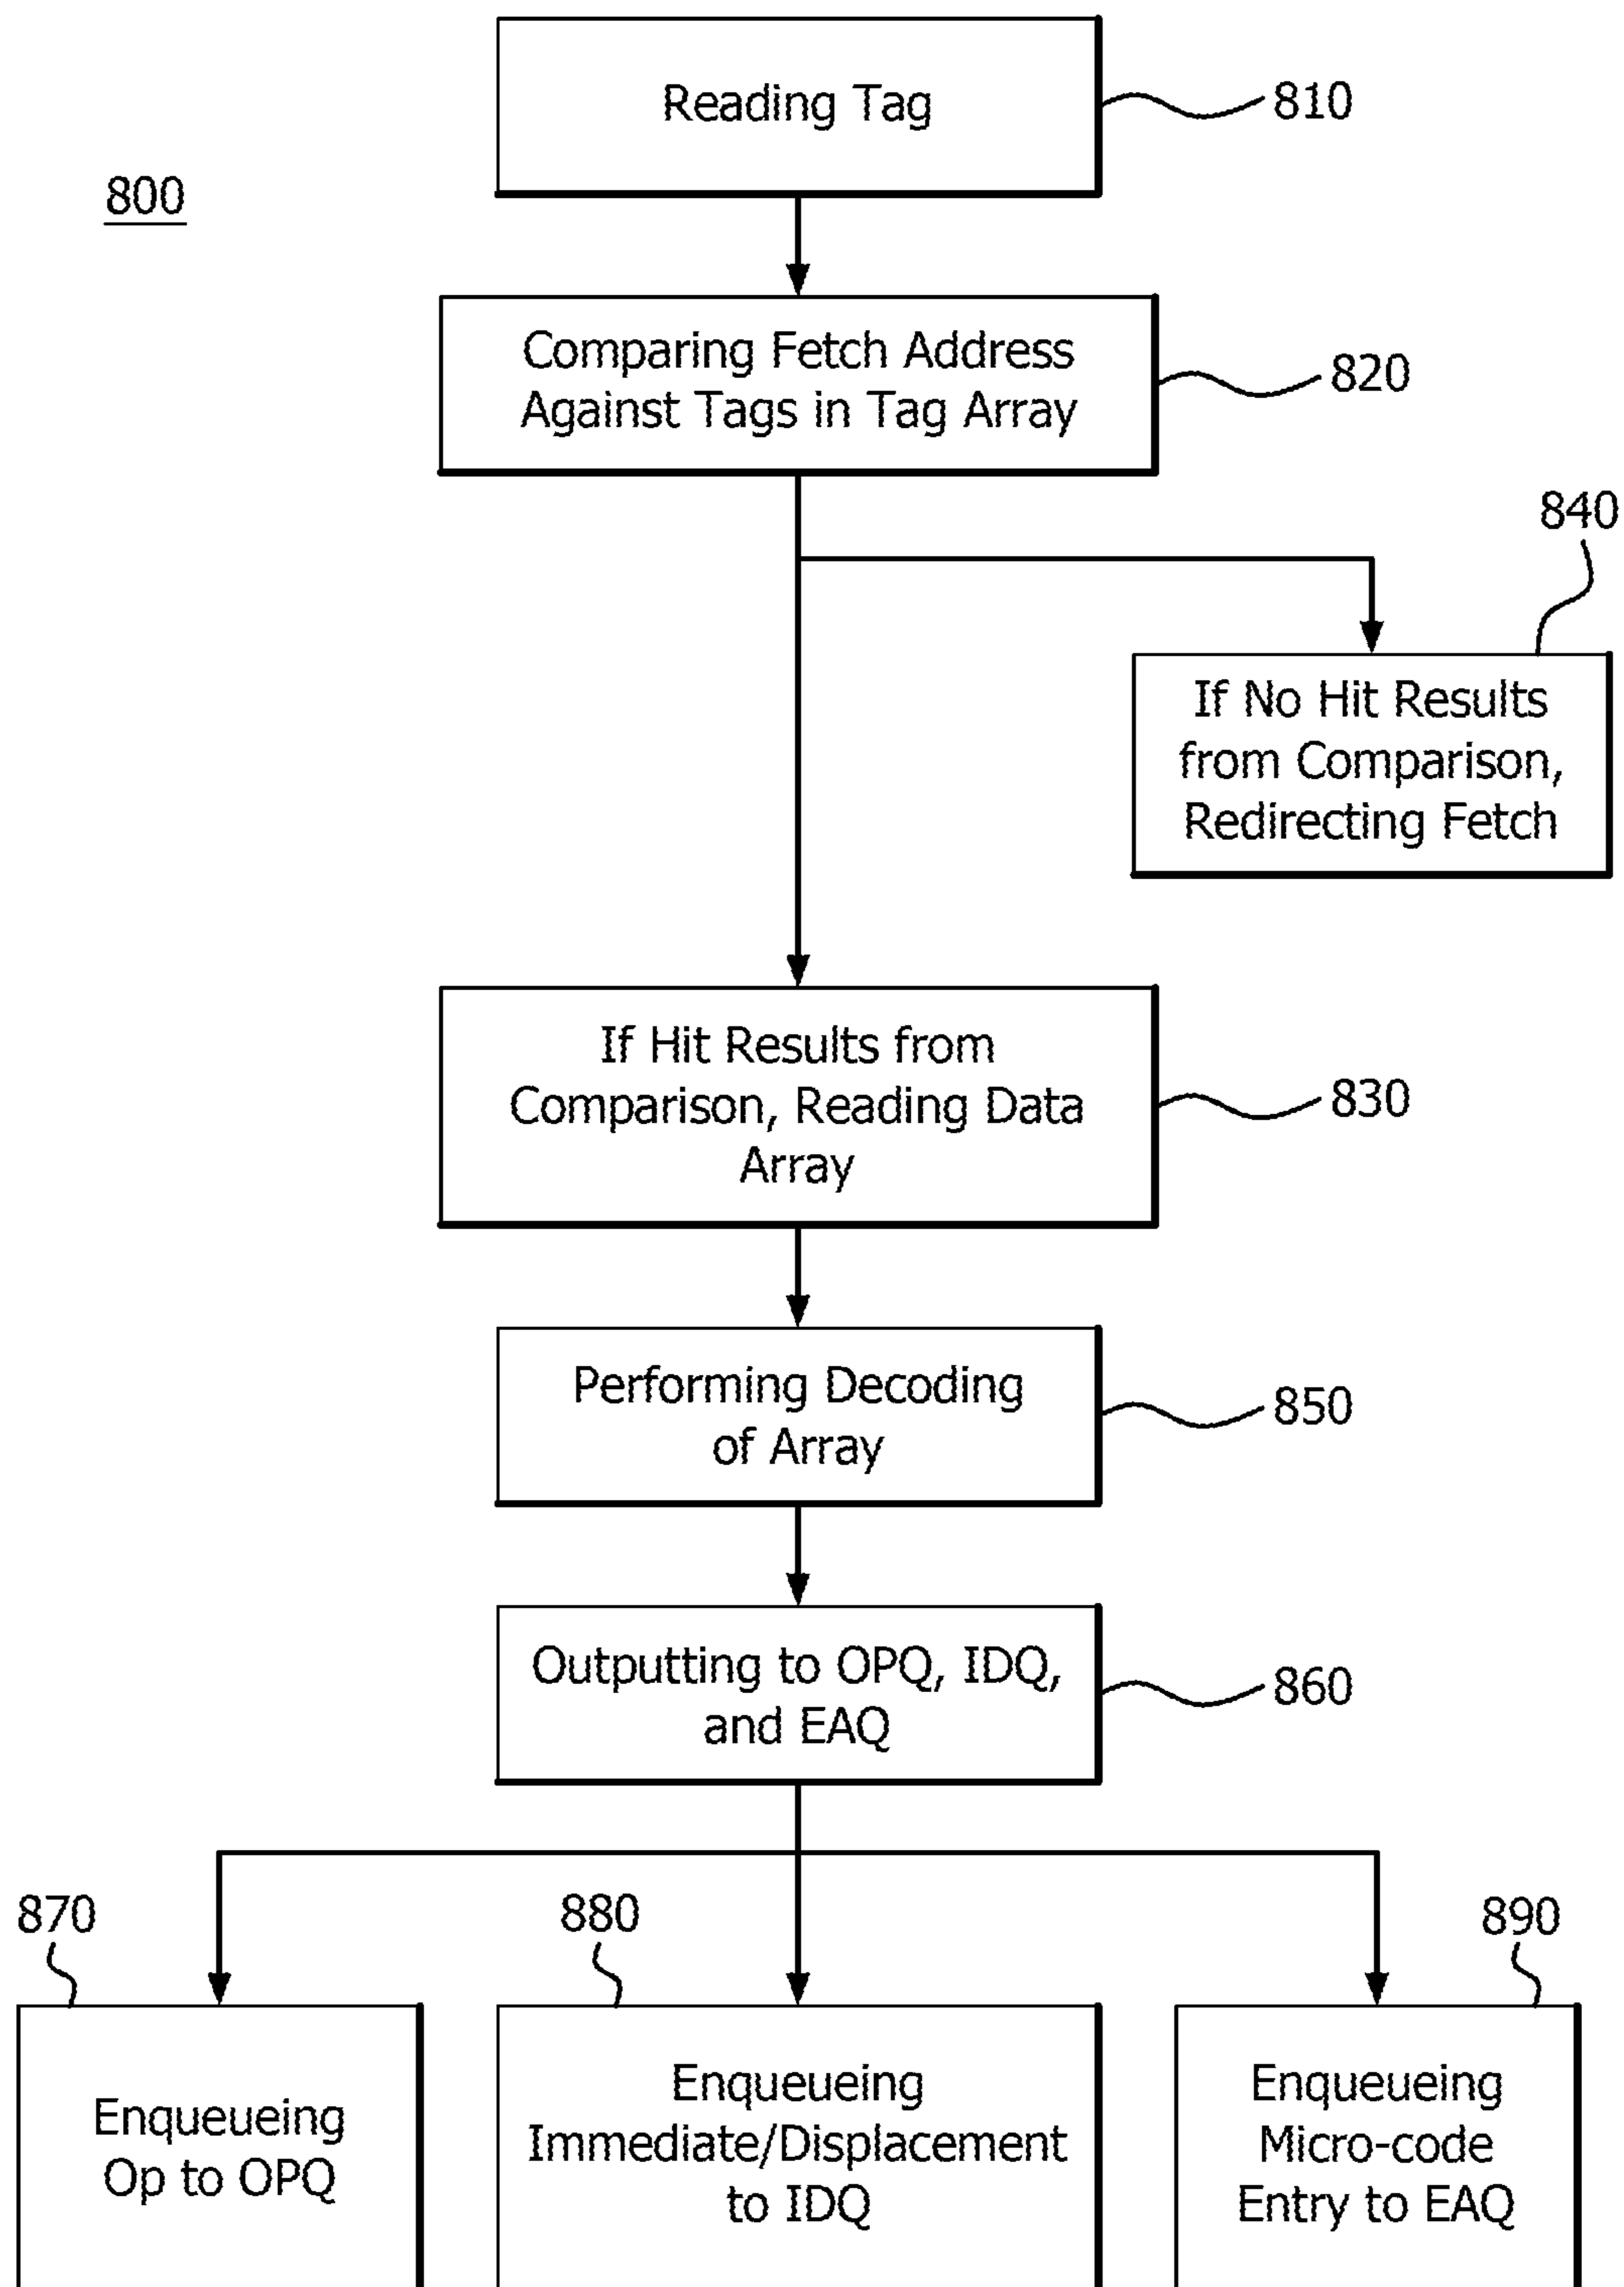 800
Reading Tag
810
Comparing Fetch Address
Against Tags in Tag Array
820
840
If No Hit Results
from Comparison,
Redirecting Fetch
If Hit Results from
Comparison, Reading Data
Array
830
Performing Decoding
of Array
850
Outputting to OPQ, IDQ,
and EAQ
860
870
Enqueueing
Op to OPQ
880
Enqueueing
Immediate/Displacement
to IDQ
890
Enqueueing
Micro-code
Entry to EAQ